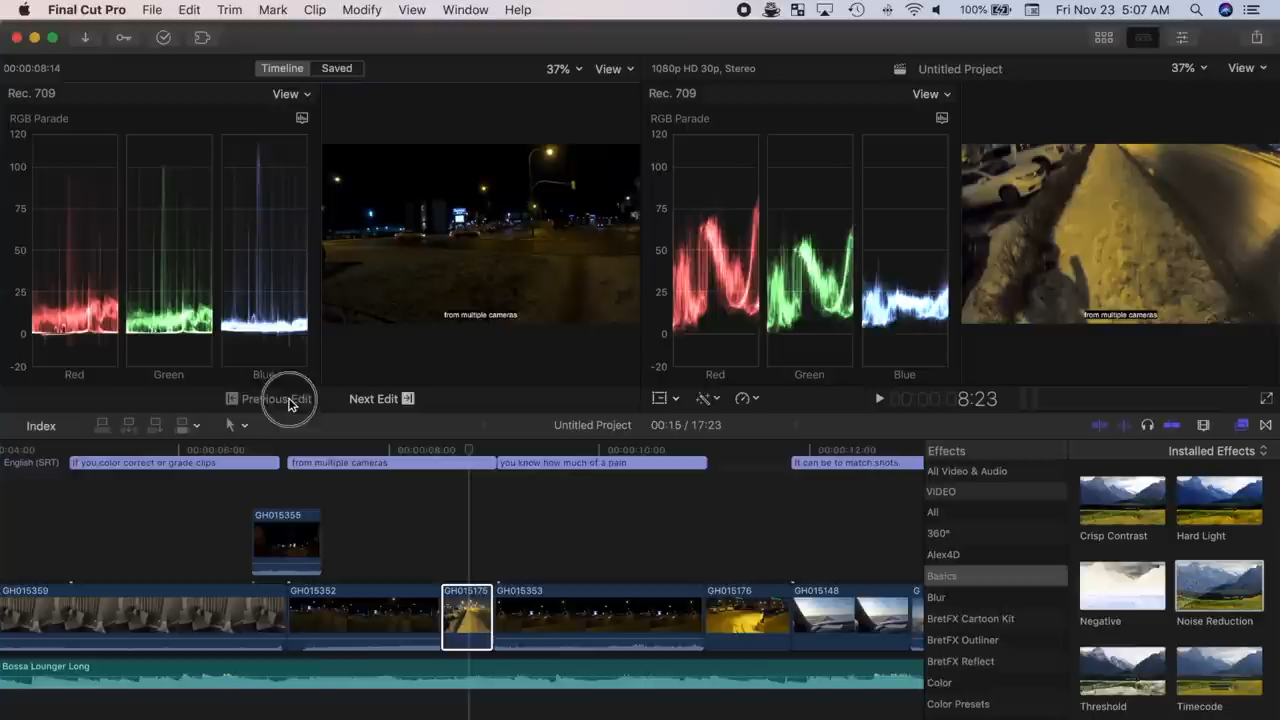 Final Cut Pro File Edit Trim Mark Clip Modify View Window Help 100% Fri Nov 23 5:07 AM
00:00:08:14 Timeline Saved 37% View 1080p HD 30p, Stereo Untitled Project 37% View
Rec. 709 View Rec. 709 View
RGB Parade RGB Parade
120 120
100 100
75 75
50 50
25 25
0 0
-20 -20
Red Green Blue Red Green Blue
from multiple cameras from multiple cameras
Previous Edit Next Edit 00:00:08:23
Index Untitled Project 00:15 / 17:23
0:04:00 00:00:06:00 00:00:08:00 00:00:10:00 00:00:12:00
English (SRT) if you color correct or grade clips from multiple cameras you know how much of a pain It can be to match shots.
GH015355
GH015359 GH015352 GH015175 GH015353 GH015176 GH015148 G
Bossa Lounger Long
Effects Installed Effects
All Video & Audio
VIDEO
All
360°
Alex4D
Basics
Blur
BretFX Cartoon Kit
BretFX Outliner
BretFX Reflect
Color
Color Presets
Crisp Contrast Hard Light
Negative Noise Reduction
Threshold Timecode